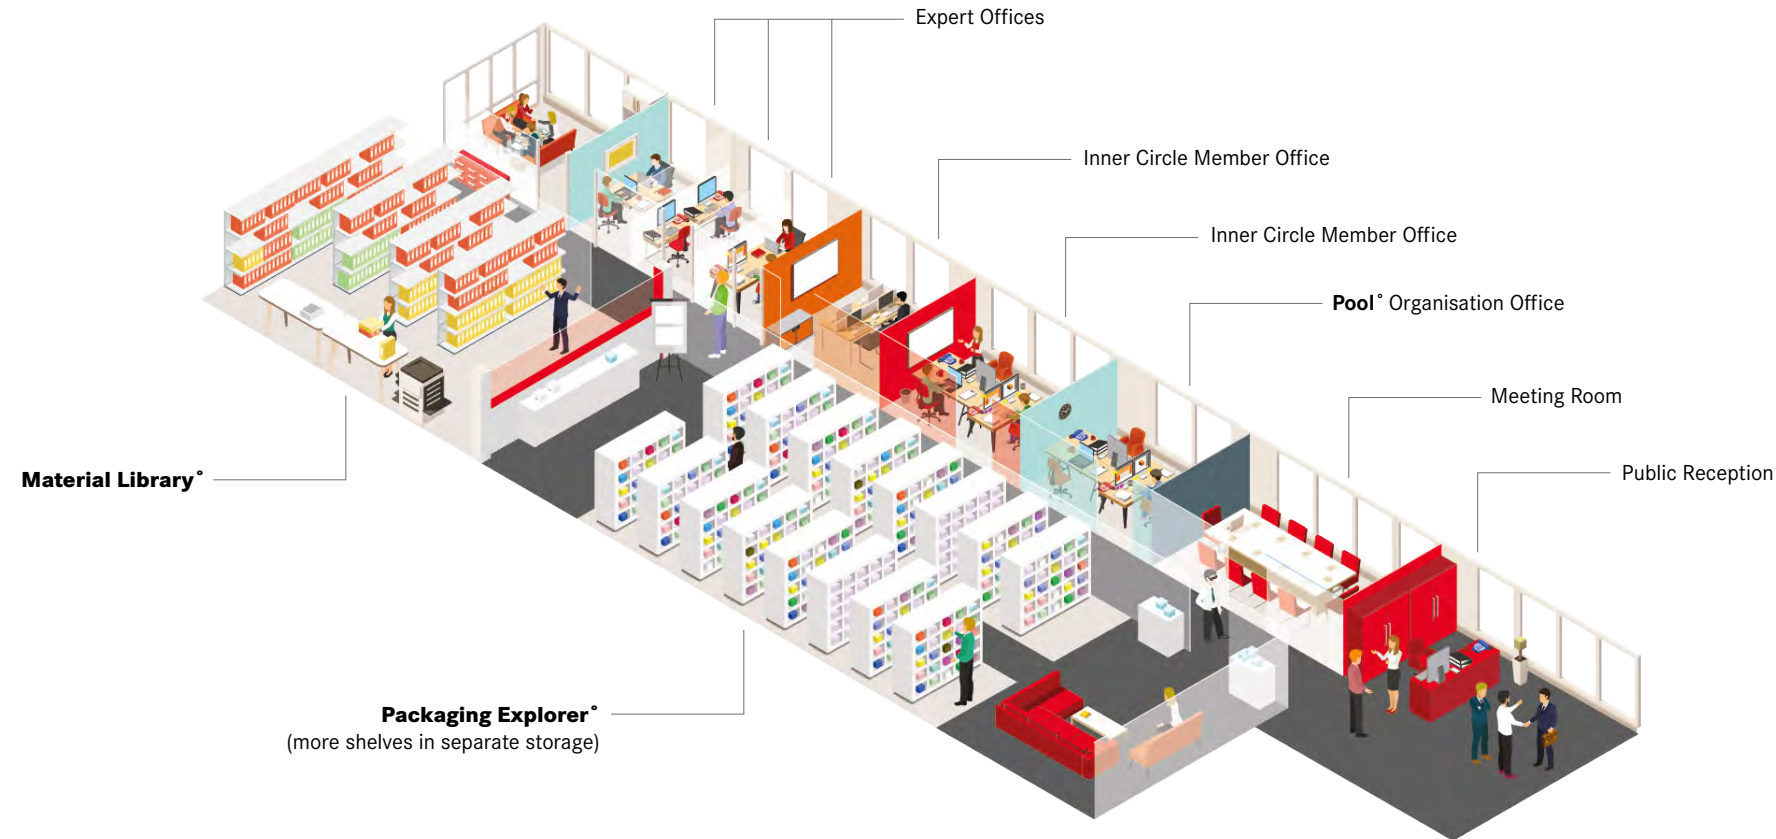 Expert Offices
Inner Circle Member Office
Inner Circle Member Office
Pool° Organisation Office
Meeting Room
Public Reception
Material Library°
Packaging Explorer°
(more shelves in separate storage)